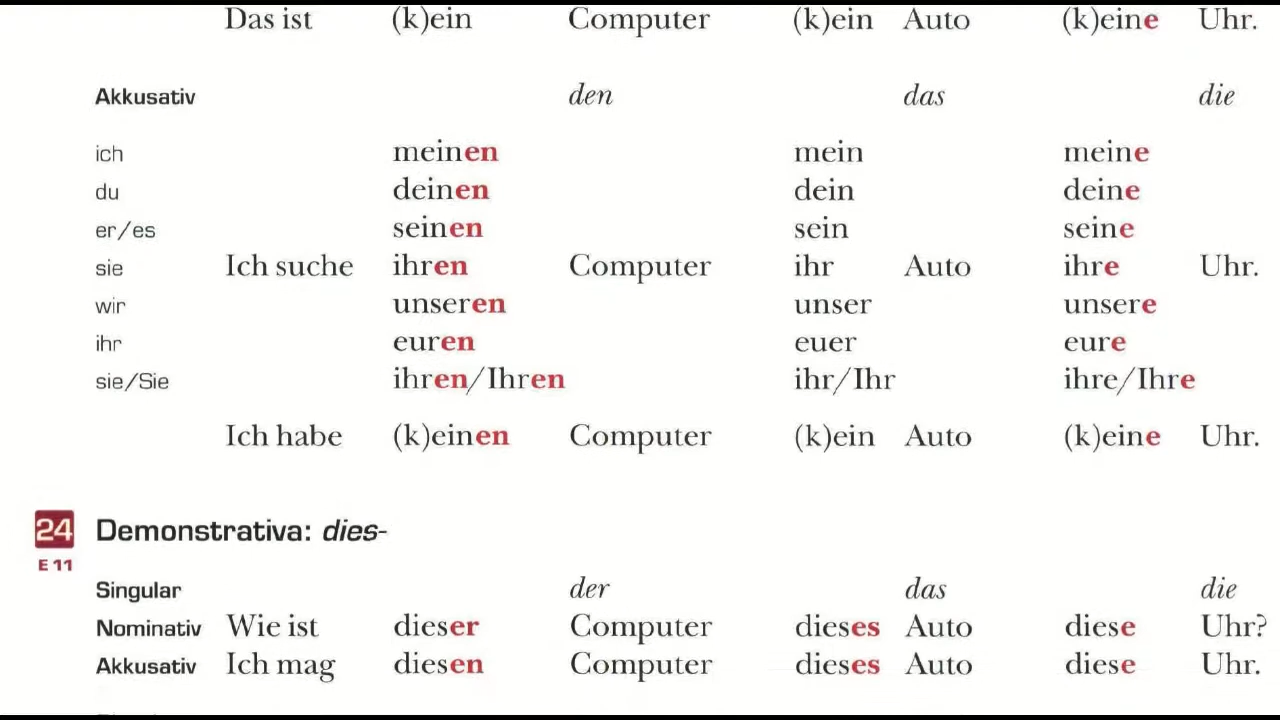 Das ist (k)ein Computer (k)ein Auto (k)eine Uhr.
Akkusativ den das die
ich meinen mein meine
du deinen dein deine
er/es seinen sein seine
sie Ich suche ihren Computer ihr Auto ihre Uhr.
wir unseren unser unsere
ihr euren euer eure
sie/Sie ihren/Ihren ihr/Ihr ihre/Ihre
Ich habe (k)einen Computer (k)ein Auto (k)eine Uhr.
24 Demonstrativa: dies-
E 11
Singular der das die
Nominativ Wie ist dieser Computer dieses Auto diese Uhr?
Akkusativ Ich mag diesen Computer dieses Auto diese Uhr.